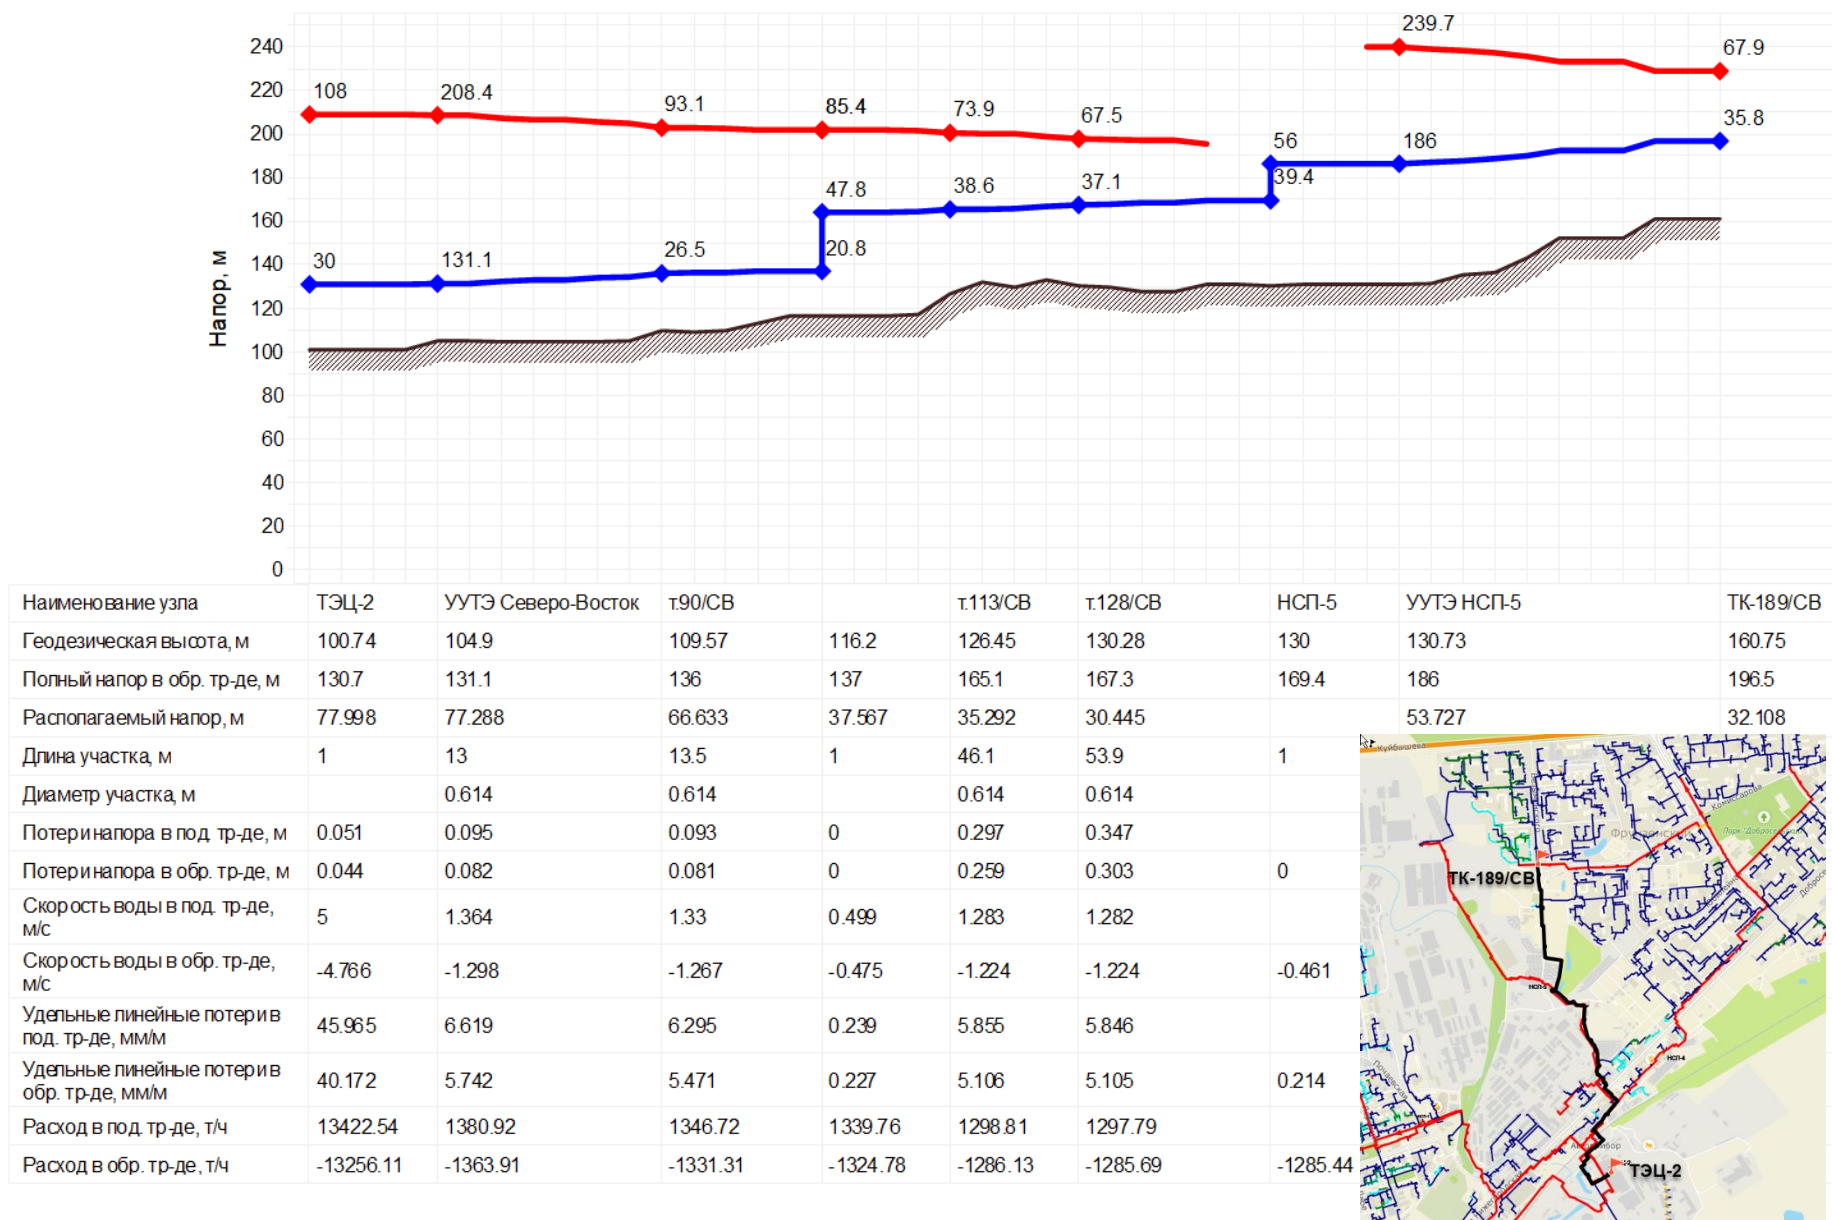 239.7
240
67.9
220
108
208.4
93.1
85.4
73.9
67.5
35.8
200
56
186
180
47.8
38.6
37.1
39.4
160
30
131.1
26.5
20.8
140
Напор, м
120
100
80
60
40
20
0
Наименование узла ТЭЦ-2 УУТЭ Северо-Восток т.90/СВ т.113/СВ т.128/СВ НСП-5 УУТЭ НСП-5 ТК-189/СВ
Геодезическая высота, м 100.74 104.9 109.57 116.2 126.45 130.28 130 130.73 160.75
Полный напор в обр. тр-де, м 130.7 131.1 136 137 165.1 167.3 169.4 186 196.5
Располагаемый напор, м 77.998 77.288 66.633 37.567 35.292 30.445 53.727 32.108
Длина участка, м 1 13 13.5 1 46.1 53.9 1
Диаметр участка, м 0.614 0.614 0.614 0.614
Потери напора в под. тр-де, м 0.051 0.095 0.093 0 0.297 0.347
Потери напора в обр. тр-де, м 0.044 0.082 0.081 0 0.259 0.303 0
Скорость воды в под. тр-де,
м/с 5 1.364 1.33 0.499 1.283 1.282
Скорость воды в обр. тр-де,
м/с -4.766 -1.298 -1.267 -0.475 -1.224 -1.224 -0.461
Удельные линейные потери в
под. тр-де, мм/м 45.965 6.619 6.295 0.239 5.855 5.846
Удельные линейные потери в
обр. тр-де, мм/м 40.172 5.742 5.471 0.227 5.106 5.105 0.214
Расход в под. тр-де, т/ч 13422.54 1380.92 1346.72 1339.76 1298.81 1297.79
Расход в обр. тр-де, т/ч -13256.11 -1363.91 -1331.31 -1324.78 -1286.13 -1285.69 -1285.44
Куйбышева
Комиссарова
ТК-189/СВ
НСП-5
НСП-4
ТЭЦ-2